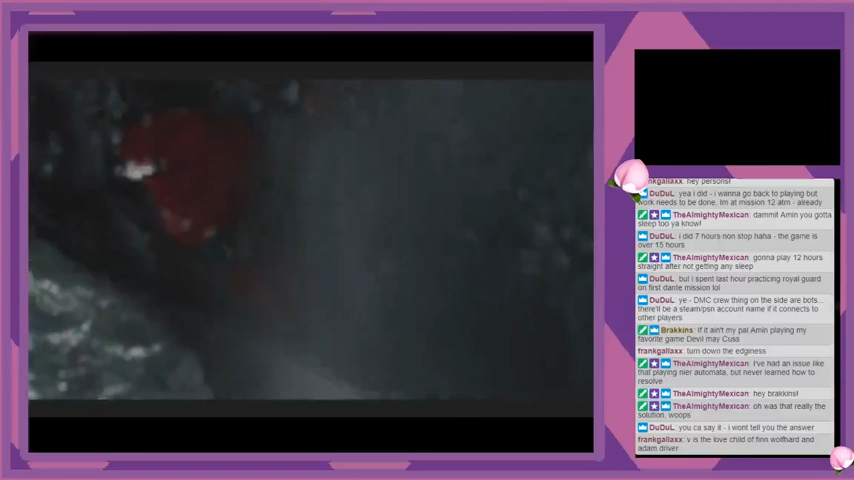 nkgallaxx: hey persons!
DuDuL: yea i did - i wanna go back to playing but
work needs to be done. Im at mission 12 atm - already
TheAlmightyMexican: dammit Amin you gotta
sleep too ya know!
DuDuL: i did 7 hours non stop haha - the game is
over 15 hours
TheAlmightyMexican: gonna play 12 hours
straight after not getting any sleep
DuDuL: but i spent last hour practicing royal guard
on first dante mission lol
DuDuL: ye - DMC crew thing on the side are bots...
there'll be a steam/psn account name if it connects to
other players
Brakkins: If it ain't my pal Amin playing my
favorite game Devil may Cuss
frankgallaxx: turn down the edginess
TheAlmightyMexican: I've had an issue like
that playing nier automata, but never learned how to
resolve
TheAlmightyMexican: hey brakkins!
TheAlmightyMexican: oh was that really the
solution, woops
DuDuL: you ca say it - i wont tell you the answer
frankgallaxx: v is the love child of finn wolfhard and
adam driver